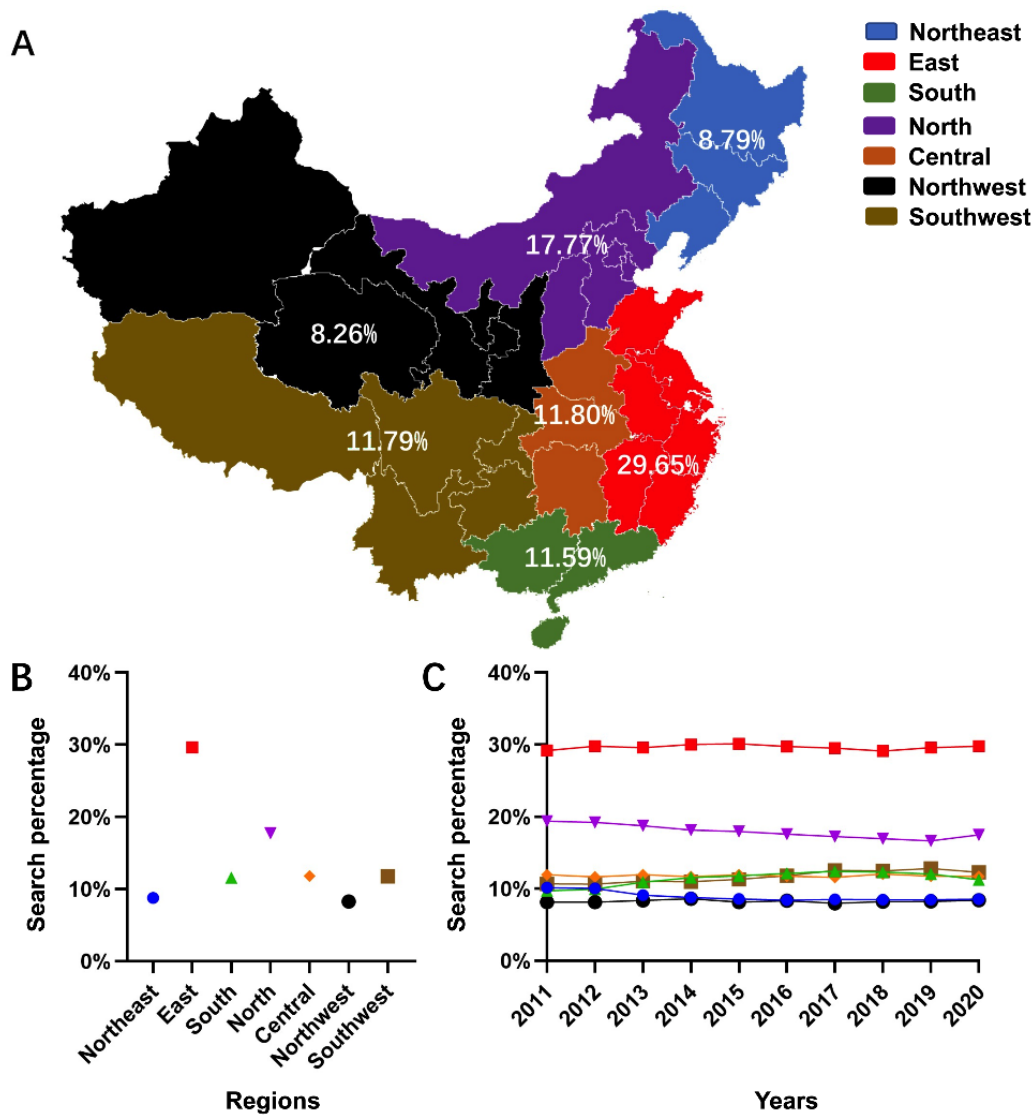 A
Northeast
East
South
North
Central
Northwest
Southwest
8.79%
17.77%
8.26%
11.80%
11.79%
29.65%
11.59%
B
40%
30%
20%
10%
0%
Search percentage
Northeast
East
South
North
Central
Northwest
Southwest
Regions
C
40%
30%
20%
10%
0%
Search percentage
2011
2012
2013
2014
2015
2016
2017
2018
2019
2020
Years